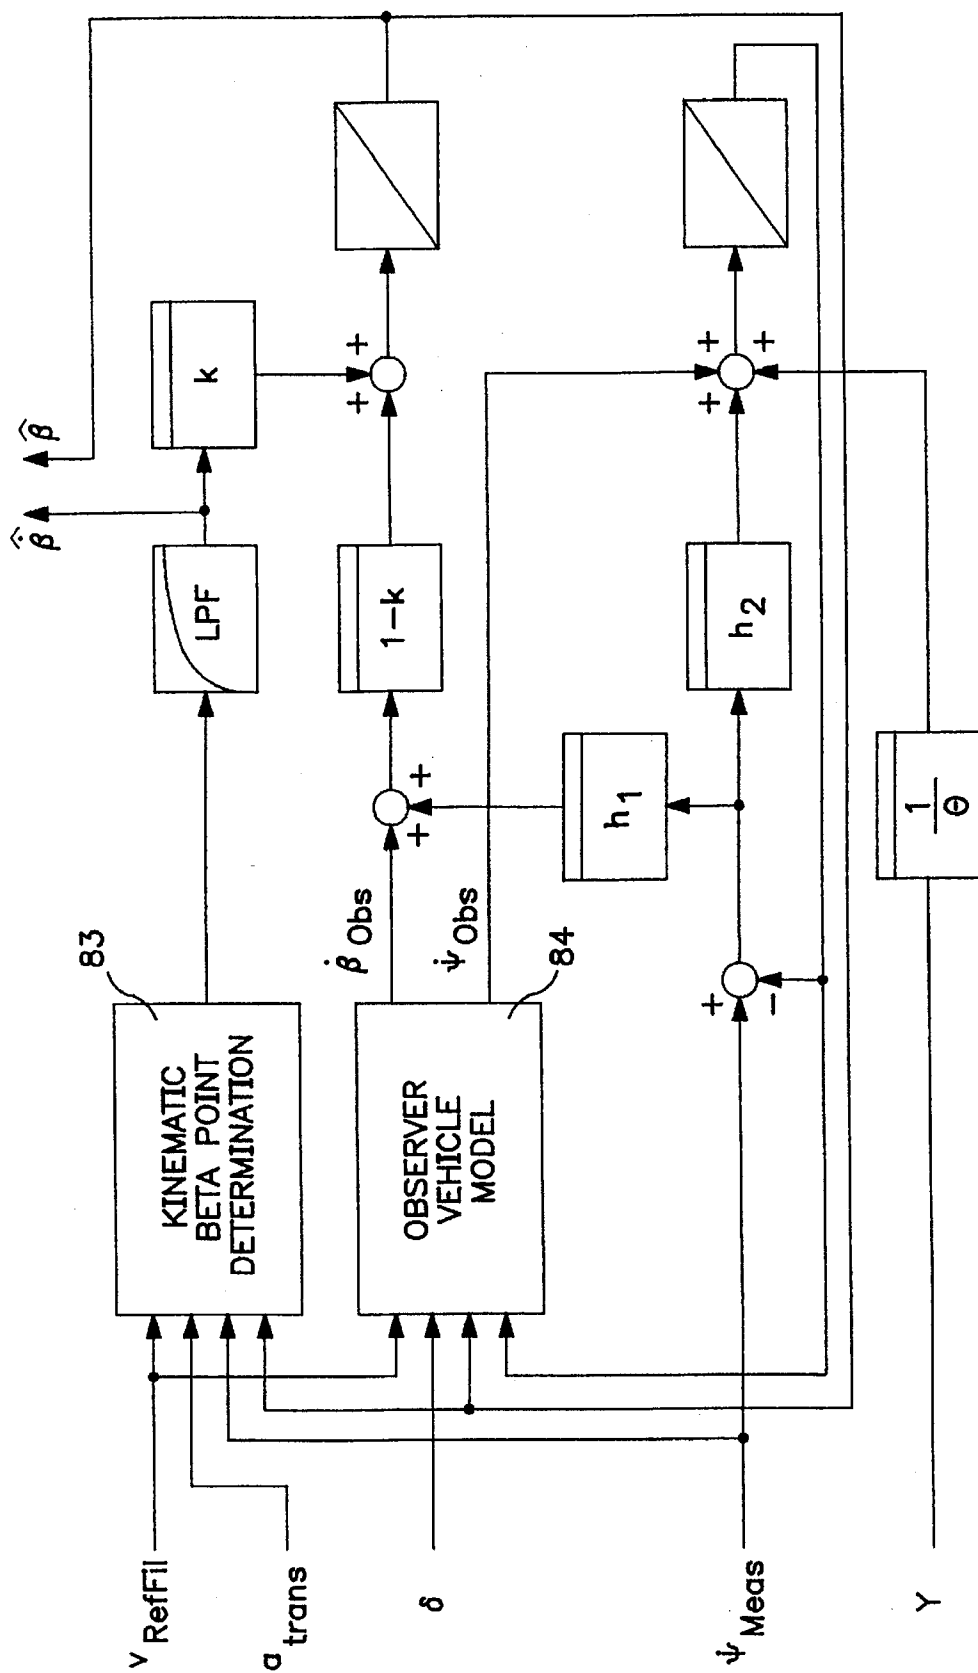 β̂
β̂̇
83
KINEMATIC
BETA POINT
DETERMINATION
LPF
k
+
+
84
OBSERVER
VEHICLE
MODEL
β̇ Obs
ψ̇ Obs
+
+
1-k
h1
h2
+
-
+
+
+
1
Θ
v RefFil
a trans
δ
ψ̇ Meas
Y